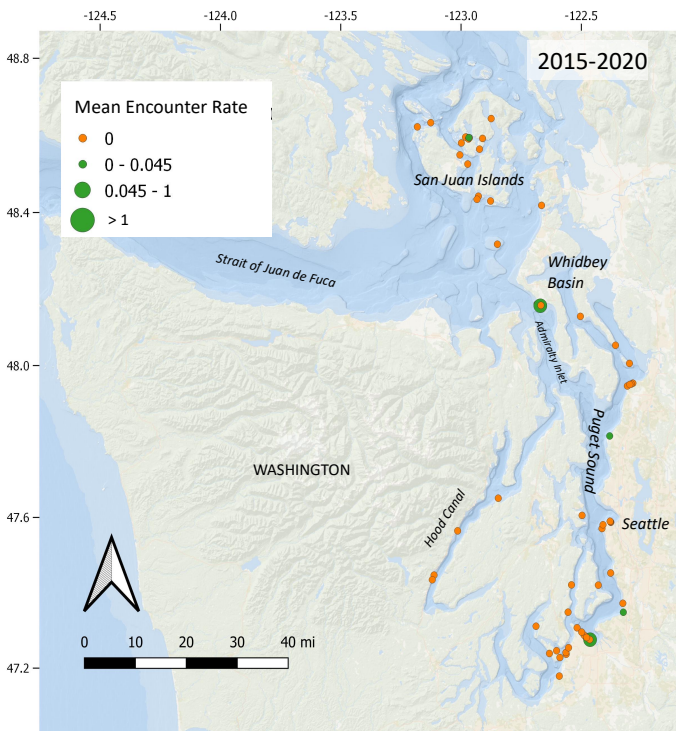 -124.5 -124.0 -123.5 -123.0 -122.5
48.8
2015-2020
Mean Encounter Rate
0
0 - 0.045
0.045 - 1
> 1
San Juan Islands
48.4
Strait of Juan de Fuca
Whidbey
Basin
Admiralty Inlet
48.0
Puget Sound
WASHINGTON
Hood Canal
47.6
Seattle
0 10 20 30 40 mi
47.2